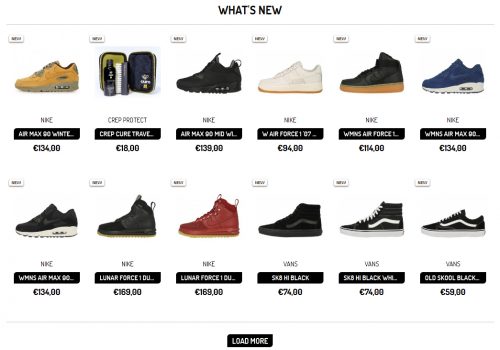 WHAT'S NEW
NEW NEW NEW NEW NEW NEW
NIKE CREP PROTECT NIKE NIKE NIKE NIKE
AIR MAX 90 WINTE... CREP CURE TRAVE... AIR MAX 90 MID WI... W AIR FORCE 1 '07 ... WMNS AIR FORCE 1... WMNS AIR MAX 90...
€134,00 €18,00 €139,00 €94,00 €114,00 €134,00
NEW NEW NEW NEW NEW NEW
NIKE NIKE NIKE VANS VANS VANS
WMNS AIR MAX 90... LUNAR FORCE 1 DU... LUNAR FORCE 1 DU... SK8 HI BLACK SK8 HI BLACK WHI... OLD SKOOL BLACK...
€134,00 €169,00 €169,00 €74,00 €74,00 €59,00
LOAD MORE